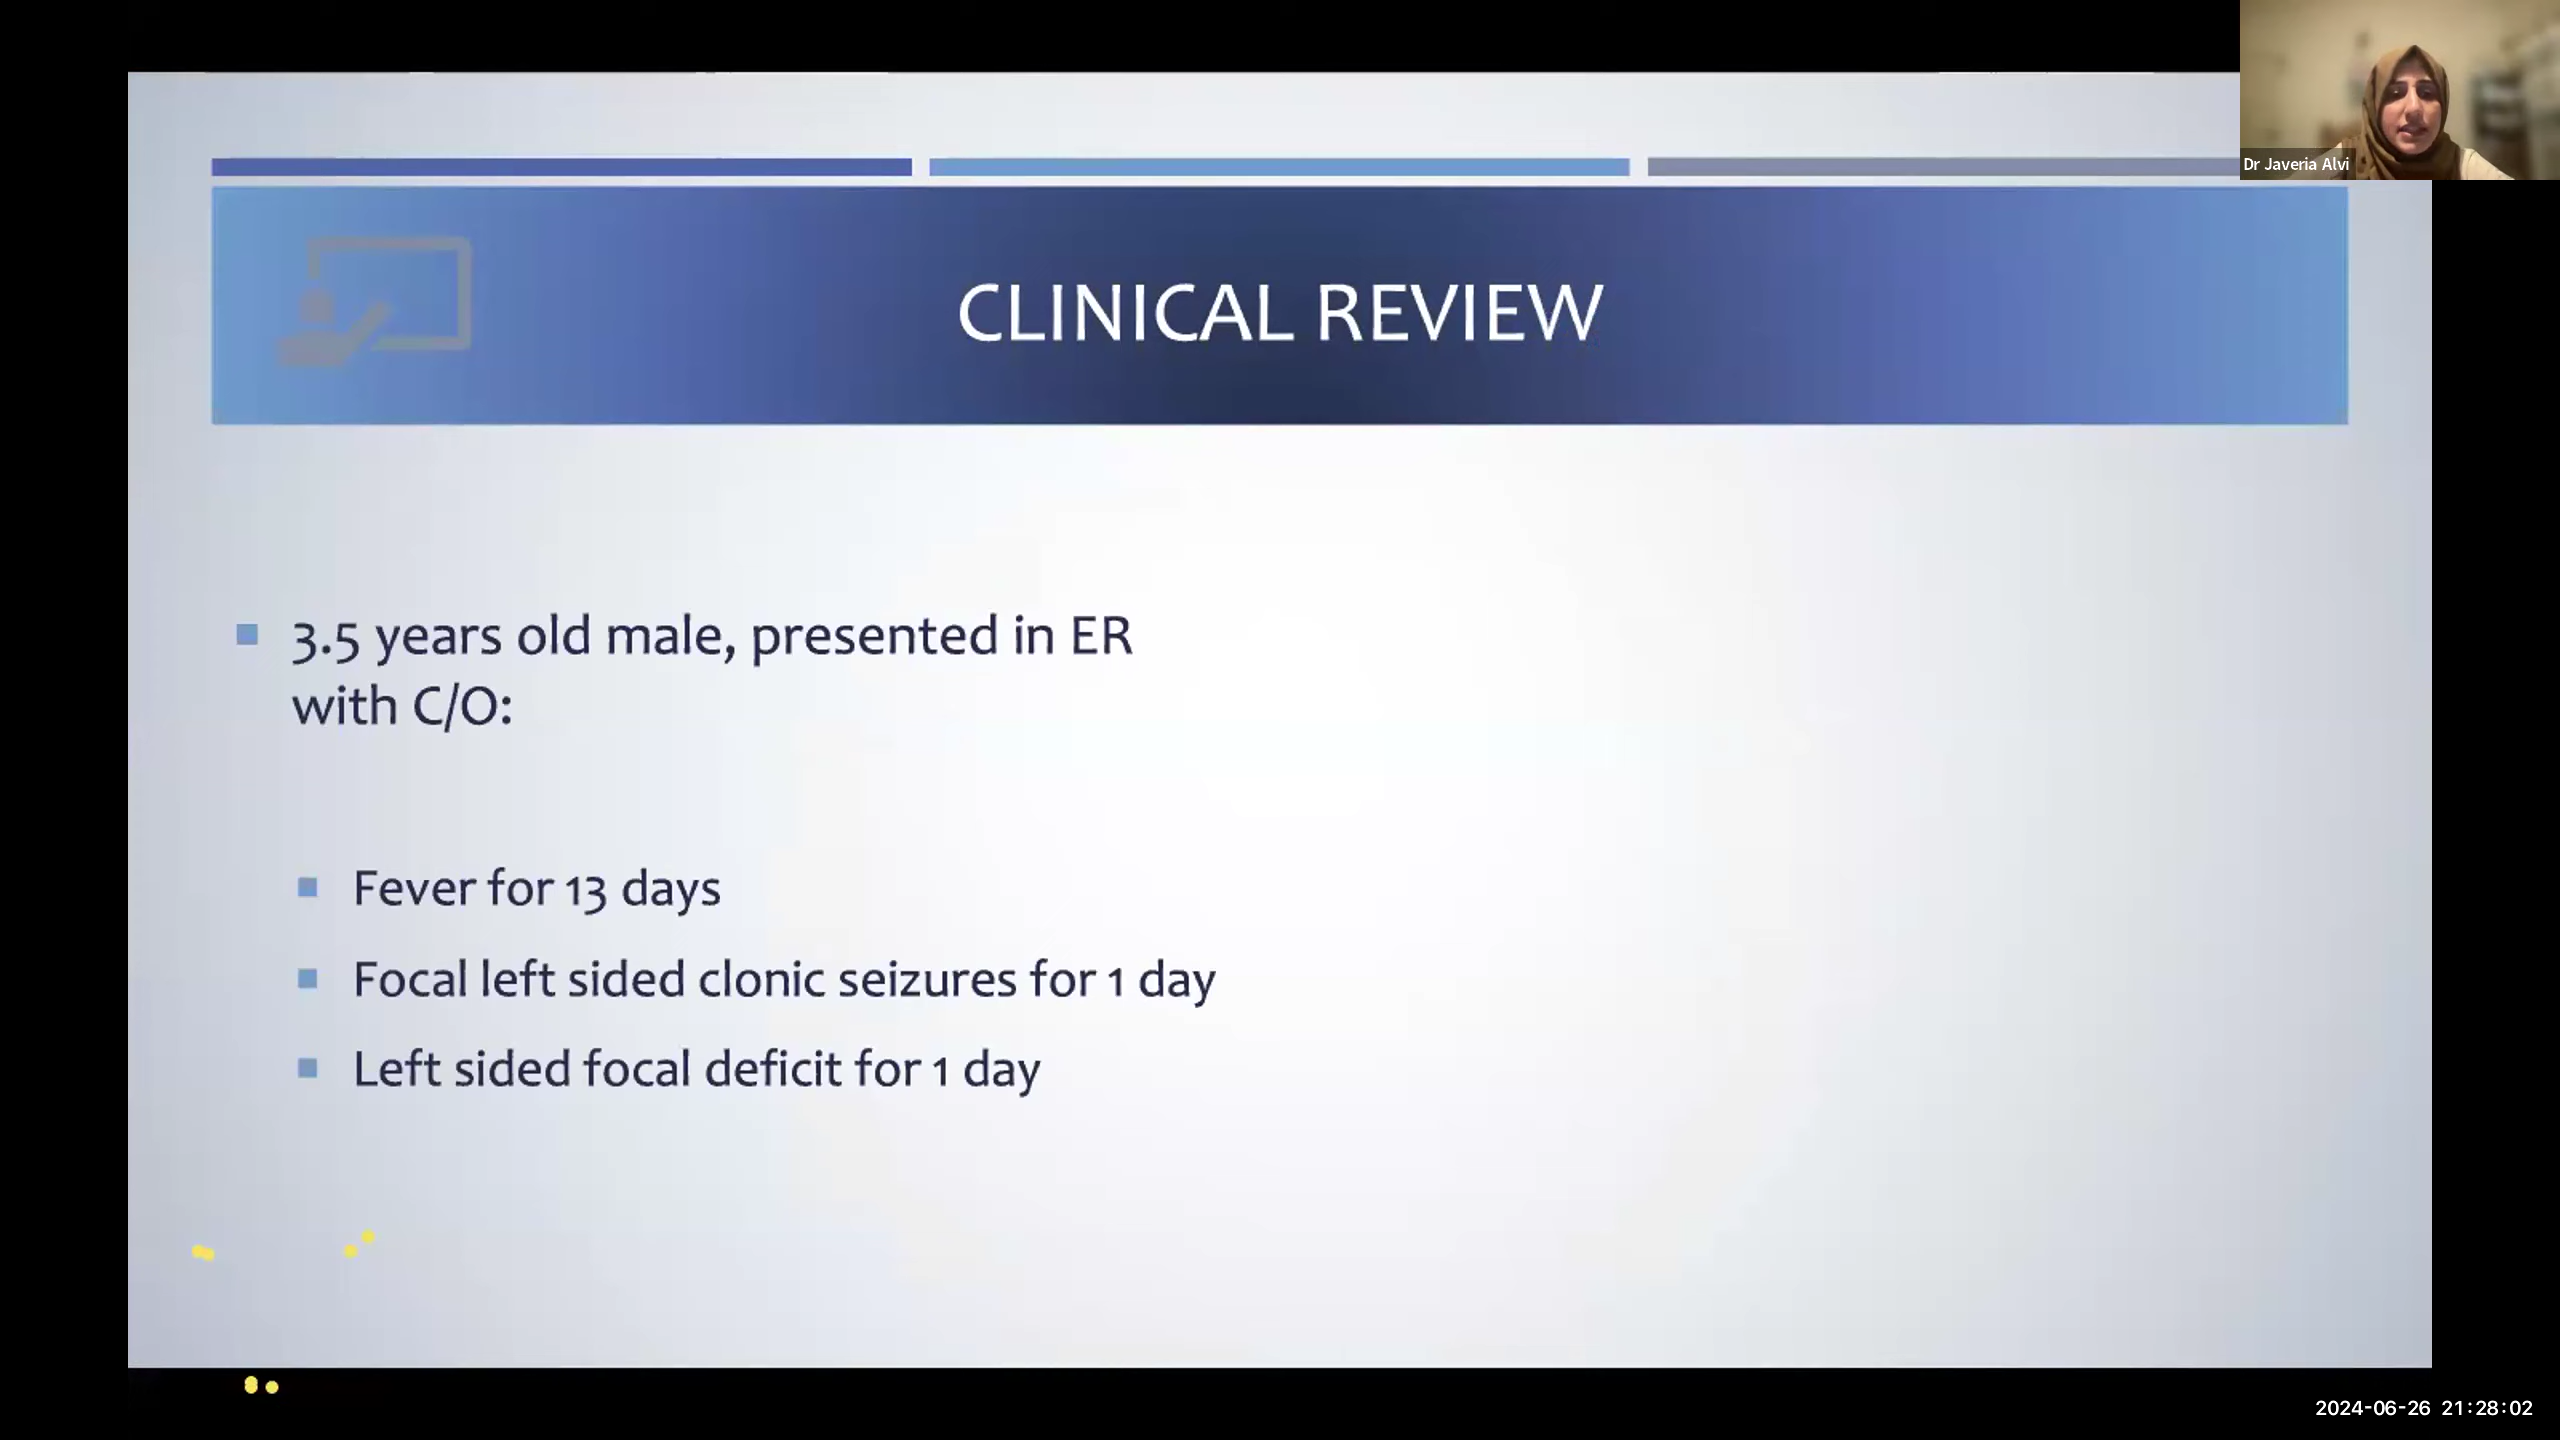 Dr Javeria Alvi
CLINICAL REVIEW
3.5 years old male, presented in ER
with C/O:
Fever for 13 days
Focal left sided clonic seizures for 1 day
Left sided focal deficit for 1 day
2024-06-26 21:28:02